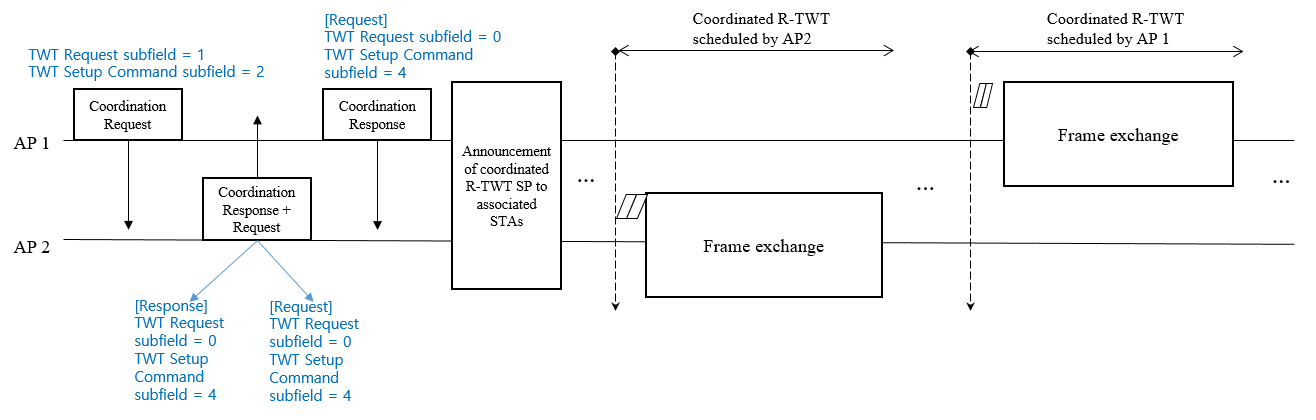 TWT Request subfield = 1
TWT Setup Command subfield = 2
Coordination
Request
[Request]
TWT Request subfield = 0
TWT Setup Command
subfield = 4
Coordination
Response
Coordinated R-TWT
scheduled by AP2
Coordinated R-TWT
scheduled by AP 1
AP 1
Frame exchange
Announcement
of coordinated
R-TWT SP to
associated
STAs
...
...
...
Coordination
Response +
Request
AP 2
Frame exchange
[Response]
TWT Request
subfield = 0
TWT Setup
Command
subfield = 4
[Request]
TWT Request
subfield = 0
TWT Setup
Command
subfield = 4